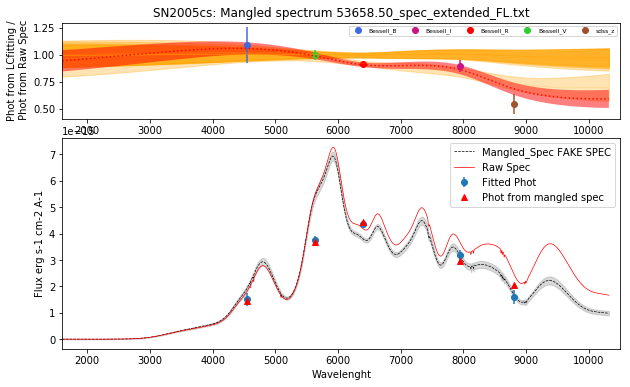 SN2005cs: Mangled spectrum 53658.50_spec_extended_FL.txt
Phot from LCfitting /
Phot from Raw Spec
1.25
1.00
0.75
0.50
Bessell_B
Bessell_I
Bessell_R
Bessell_V
sdss_z
2000 3000 4000 5000 6000 7000 8000 9000 10000
Flux erg s-1 cm-2 A-1
7
6
5
4
3
2
1
0
Mangled_Spec FAKE SPEC
Raw Spec
Fitted Phot
Phot from mangled spec
2000 3000 4000 5000 6000 7000 8000 9000 10000
Wavelenght